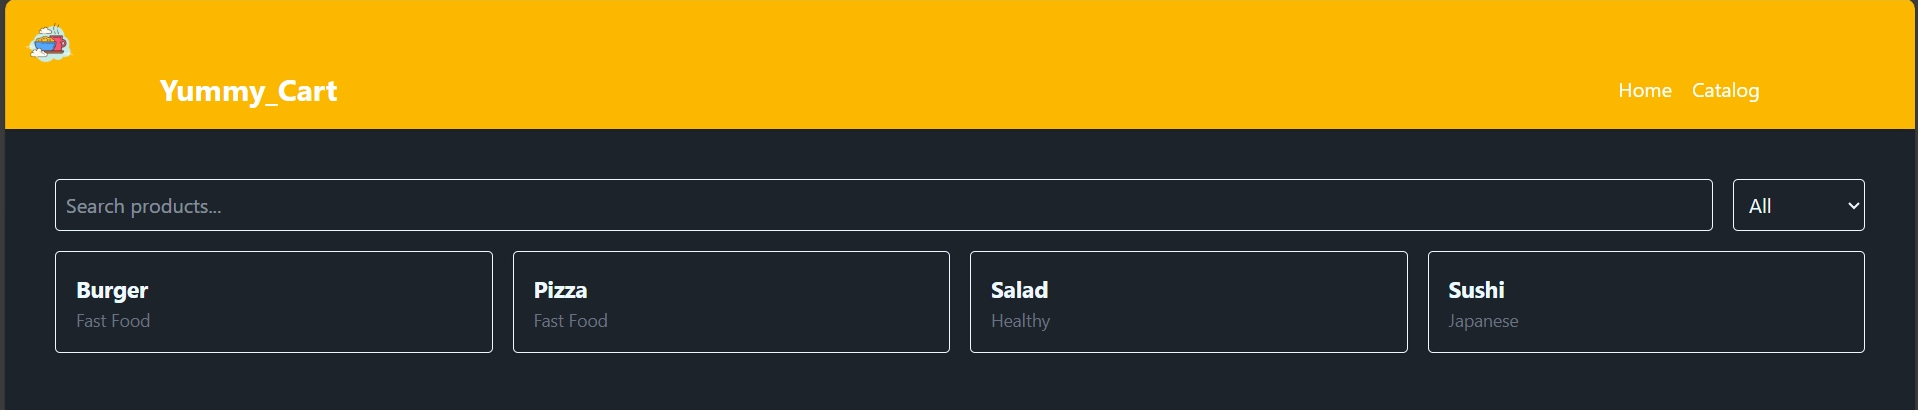 Yummy_Cart
Home Catalog
Search products...
All
Burger
Fast Food
Pizza
Fast Food
Salad
Healthy
Sushi
Japanese